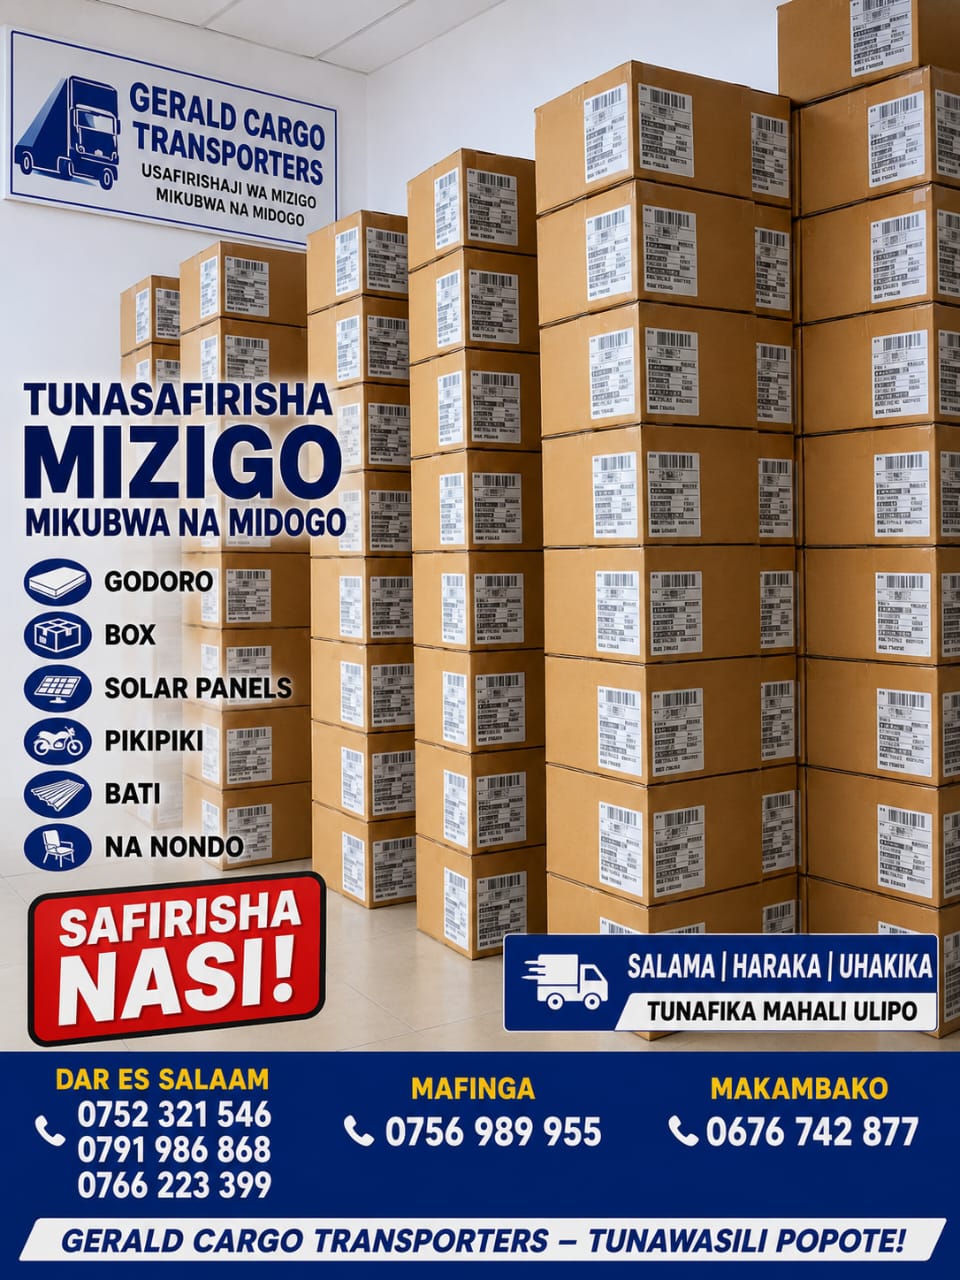 GERALD CARGO
TRANSPORTERS
USAFIRISHAJI WA MIZIGO
MIKUBWA NA MIDOGO
TUNASAFIRISHA
MIZIGO
MIKUBWA NA MIDOGO
GODORO
BOX
SOLAR PANELS
PIKIPIKI
BATI
NA NONDO
SAFIRISHA
NASI!
SALAMA | HARAKA | UHAKIKA
TUNAFIKA MAHALI ULIPO
DAR ES SALAAM
0752 321 546
0791 986 868
0766 223 399
MAFINGA
0756 989 955
MAKAMBAKO
0676 742 877
GERALD CARGO TRANSPORTERS – TUNAWASILI POPOTE!